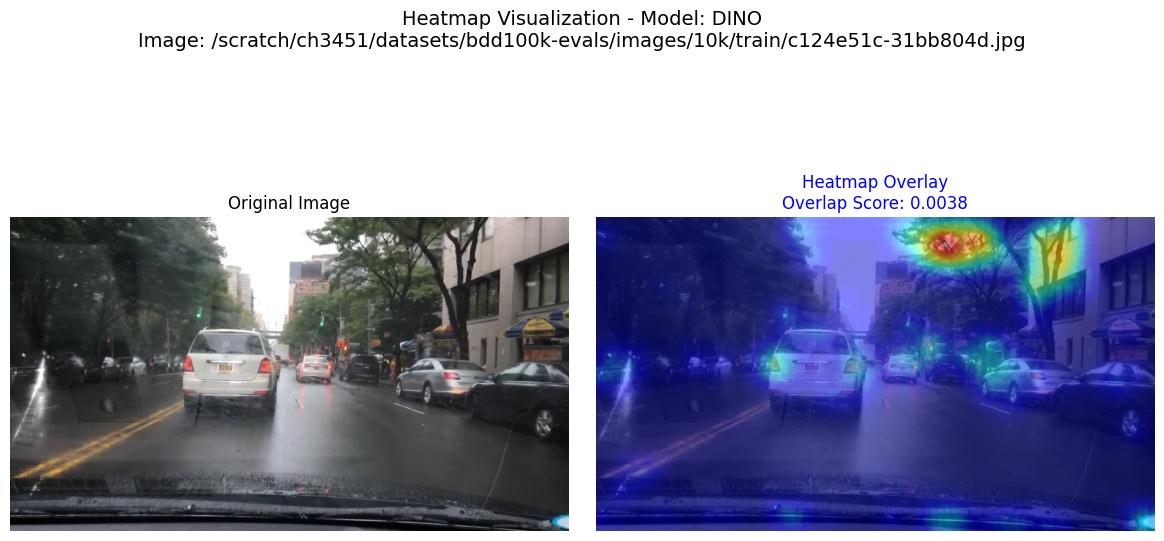 Heatmap Visualization - Model: DINO
Image: /scratch/ch3451/datasets/bdd100k-evals/images/10k/train/c124e51c-31bb804d.jpg
Original Image
Heatmap Overlay
Overlap Score: 0.0038